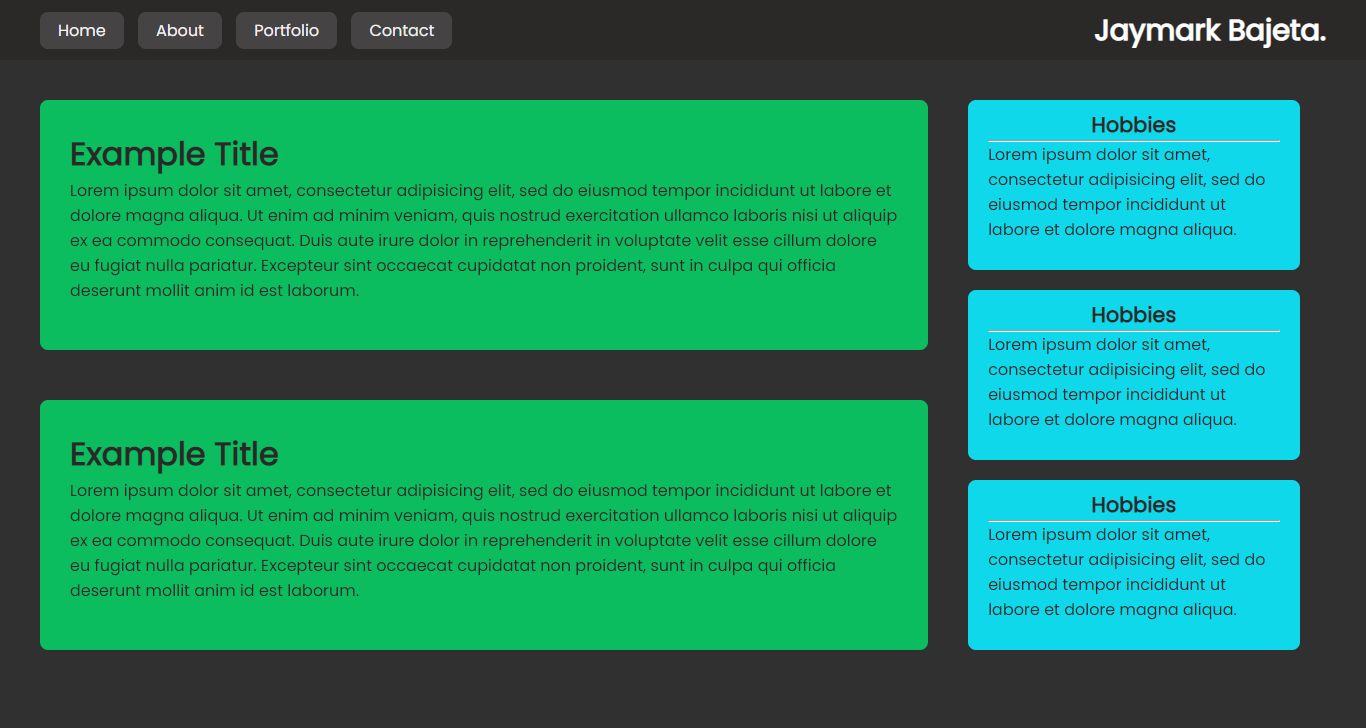 Home
About
Portfolio
Contact
Jaymark Bajeta.
Example Title
Lorem ipsum dolor sit amet, consectetur adipisicing elit, sed do eiusmod tempor incididunt ut labore et
dolore magna aliqua. Ut enim ad minim veniam, quis nostrud exercitation ullamco laboris nisi ut aliquip
ex ea commodo consequat. Duis aute irure dolor in reprehenderit in voluptate velit esse cillum dolore
eu fugiat nulla pariatur. Excepteur sint occaecat cupidatat non proident, sunt in culpa qui officia
deserunt mollit anim id est laborum.
Example Title
Lorem ipsum dolor sit amet, consectetur adipisicing elit, sed do eiusmod tempor incididunt ut labore et
dolore magna aliqua. Ut enim ad minim veniam, quis nostrud exercitation ullamco laboris nisi ut aliquip
ex ea commodo consequat. Duis aute irure dolor in reprehenderit in voluptate velit esse cillum dolore
eu fugiat nulla pariatur. Excepteur sint occaecat cupidatat non proident, sunt in culpa qui officia
deserunt mollit anim id est laborum.
Hobbies
Lorem ipsum dolor sit amet,
consectetur adipisicing elit, sed do
eiusmod tempor incididunt ut
labore et dolore magna aliqua.
Hobbies
Lorem ipsum dolor sit amet,
consectetur adipisicing elit, sed do
eiusmod tempor incididunt ut
labore et dolore magna aliqua.
Hobbies
Lorem ipsum dolor sit amet,
consectetur adipisicing elit, sed do
eiusmod tempor incididunt ut
labore et dolore magna aliqua.